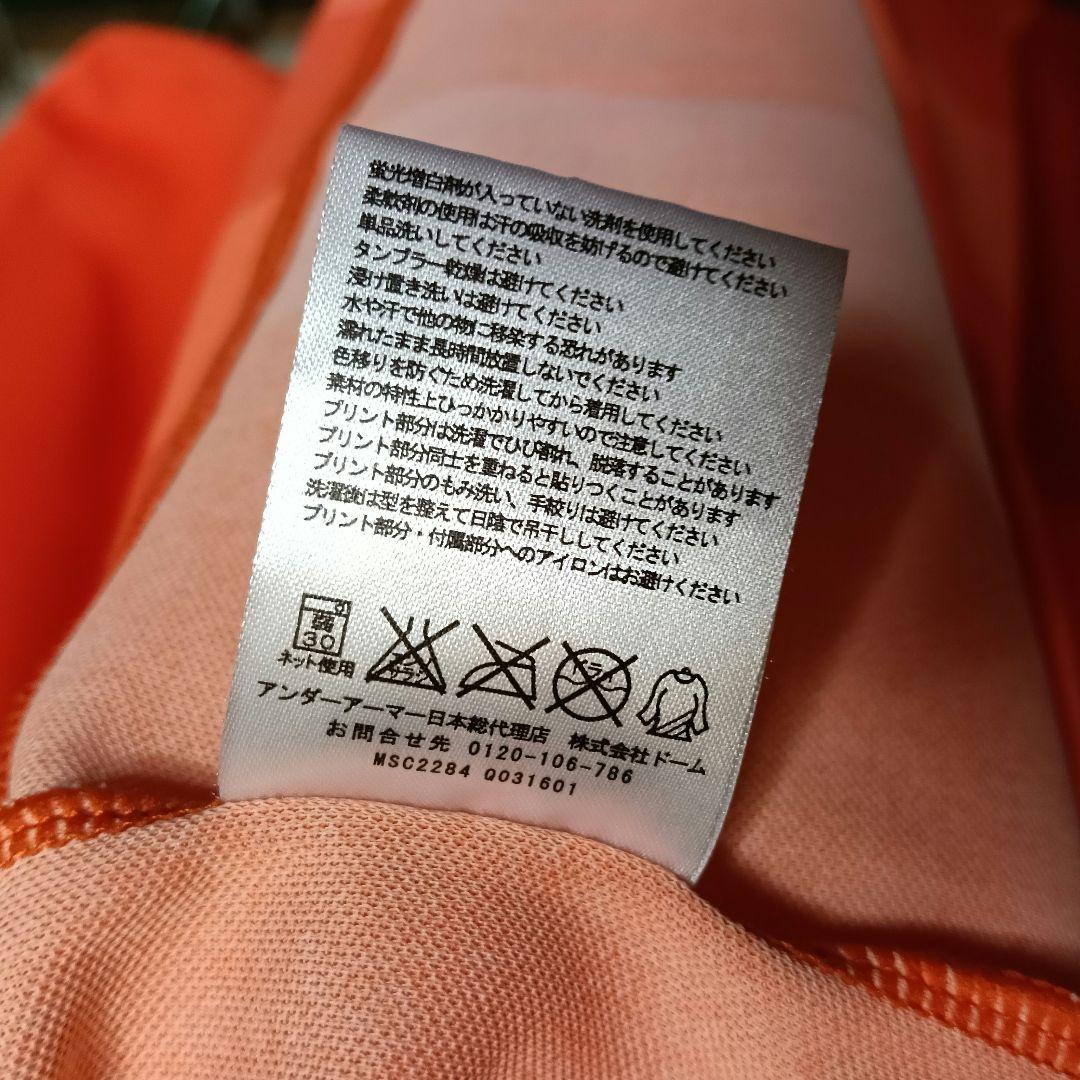 蛍光増白剤が入っていない洗剤を使用してください
柔軟剤の使用は汗の吸収を妨げるので避けてください
単品洗いしてください
タンブラー乾燥は避けてください
浸け置き洗いは避けてください
水や汗で他の物に移染する恐れがあります
濡れたまま長時間放置しないでください
色移りを防ぐため洗濯してから着用してください
素材の特性上ひっかかりやすいので注意してください
プリント部分は洗濯でひび割れ、脱落することがあります
プリント部分同士を重ねると貼りつくことがあります
プリント部分のもみ洗い、手絞りは避けてください
洗濯後は型を整えて日陰で吊干ししてください
プリント部分・付属部分へのアイロンはお避けください
弱
30
エンソサラシ
ドライ
ネット使用
アンダーアーマー日本総代理店 株式会社ドーム
お問合せ先 0120-106-786
MSC2284 Q031601